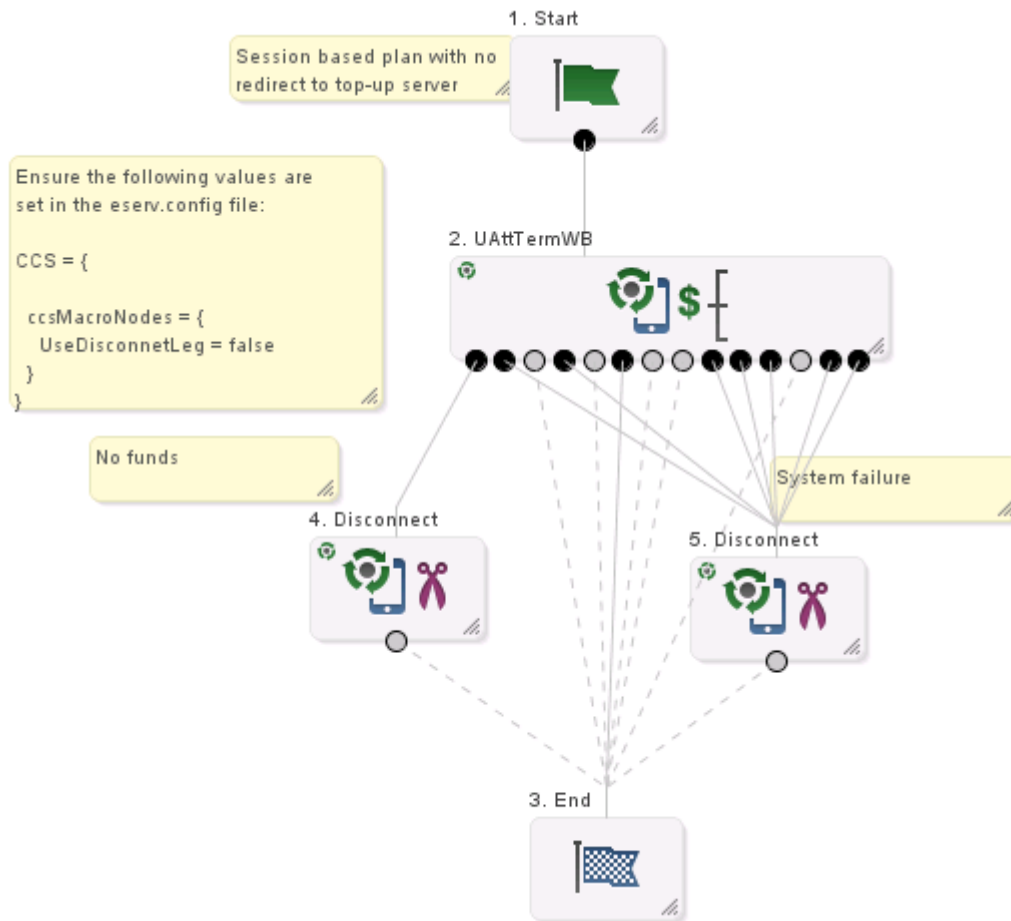 1. Start
Session based plan with no
redirect to top-up server
Ensure the following values are
set in the eserv.config file:
CCS = {
ccsMacroNodes = {
UseDisconnetLeg = false
}
}
2. UAttTermWB
$
No funds
System failure
4. Disconnect
5. Disconnect
3. End